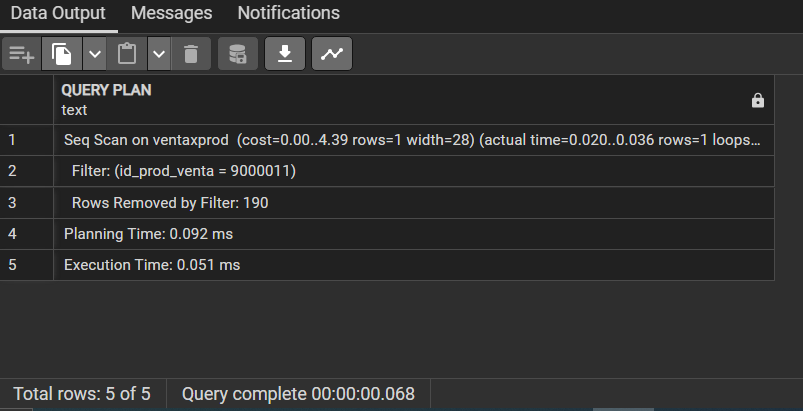 Data Output Messages Notifications
QUERY PLAN
text
1 Seq Scan on ventaxprod (cost=0.00..4.39 rows=1 width=28) (actual time=0.020..0.036 rows=1 loops...
2 Filter: (id_prod_venta = 9000011)
3 Rows Removed by Filter: 190
4 Planning Time: 0.092 ms
5 Execution Time: 0.051 ms
Total rows: 5 of 5 Query complete 00:00:00.068